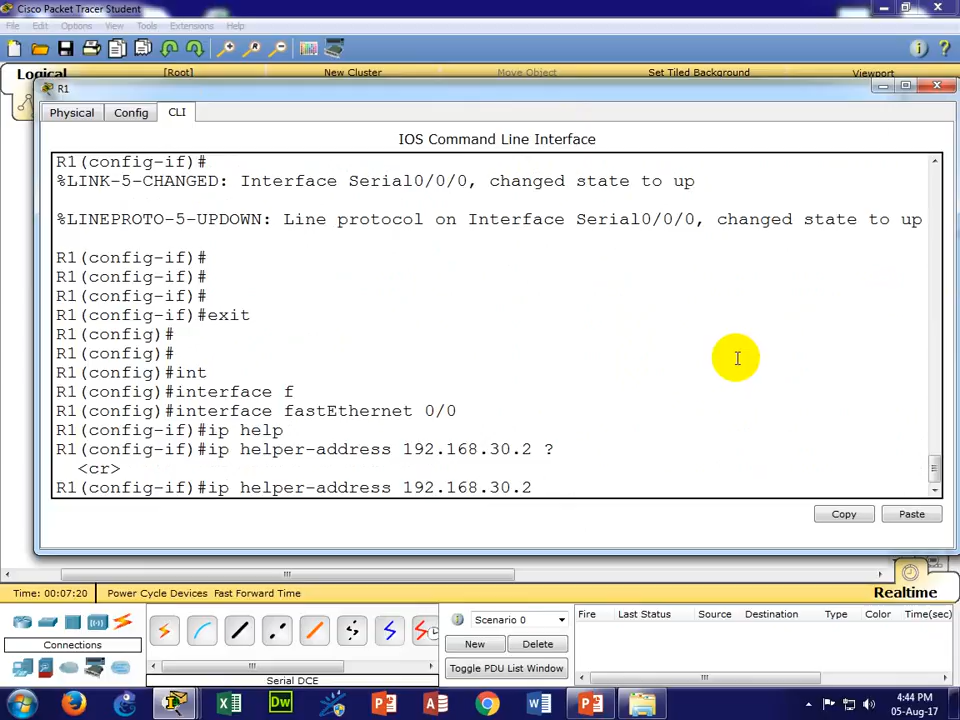 Cisco Packet Tracer Student
File Edit Options View Tools Extensions Help
Logical [Root] New Cluster Move Object Set Tiled Background Viewport
R1
Physical Config CLI
IOS Command Line Interface
R1(config-if)#
%LINK-5-CHANGED: Interface Serial0/0/0, changed state to up
%LINEPROTO-5-UPDOWN: Line protocol on Interface Serial0/0/0, changed state to up
R1(config-if)#
R1(config-if)#
R1(config-if)#
R1(config-if)#exit
R1(config)#
R1(config)#
R1(config)#int
R1(config)#interface f
R1(config)#interface fastEthernet 0/0
R1(config-if)#ip help
R1(config-if)#ip helper-address 192.168.30.2 ?
<cr>
R1(config-if)#ip helper-address 192.168.30.2
Copy Paste
Time: 00:07:20 Power Cycle Devices Fast Forward Time Realtime
Scenario 0 Fire Last Status Source Destination Type Color Time(sec)
Connections New Delete
Toggle PDU List Window
Serial DCE
4:44 PM
05-Aug-17